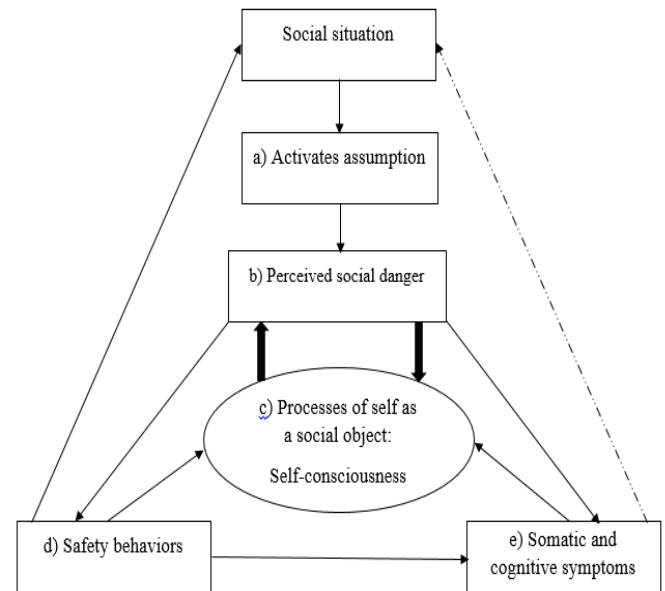 Social situation
a) Activates assumption
b) Perceived social danger
c) Processes of self as
a social object:
Self-consciousness
d) Safety behaviors
e) Somatic and
cognitive symptoms